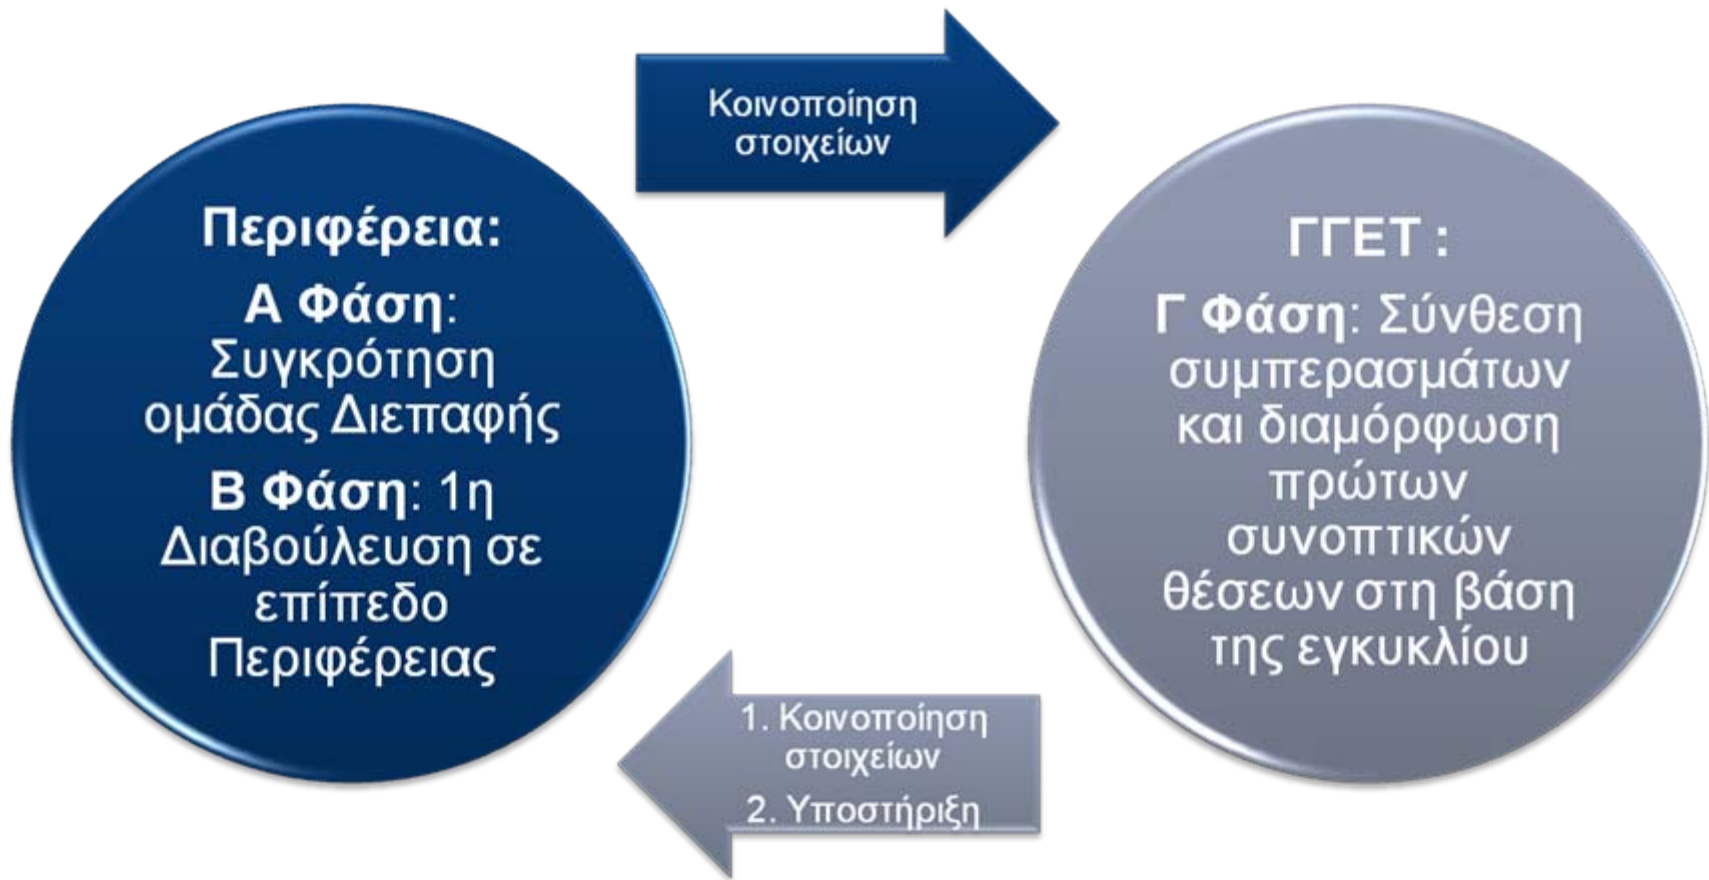 Κοινοποίηση
στοιχείων
Περιφέρεια:
Α Φάση:
Συγκρότηση
ομάδας Διεπαφής
Β Φάση: 1η
Διαβούλευση σε
επίπεδο
Περιφέρειας
ΓΓΕΤ :
Γ Φάση: Σύνθεση
συμπερασμάτων
και διαμόρφωση
πρώτων
συνοπτικών
θέσεων στη βάση
της εγκυκλίου
1. Κοινοποίηση
στοιχείων
2. Υποστήριξη